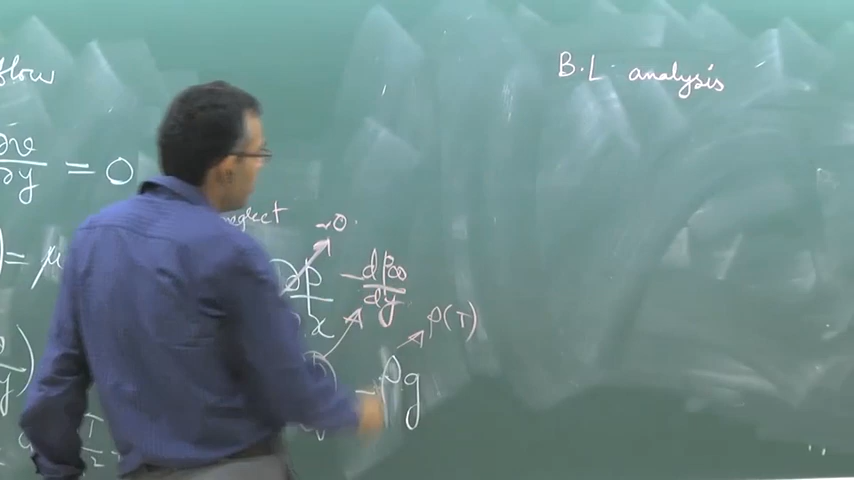 flow
B.L. analysis
∂v/∂y = 0
neglect
~0
) = μ
∂p/∂x
- dp∞/dy
ρ(T)
- ρg